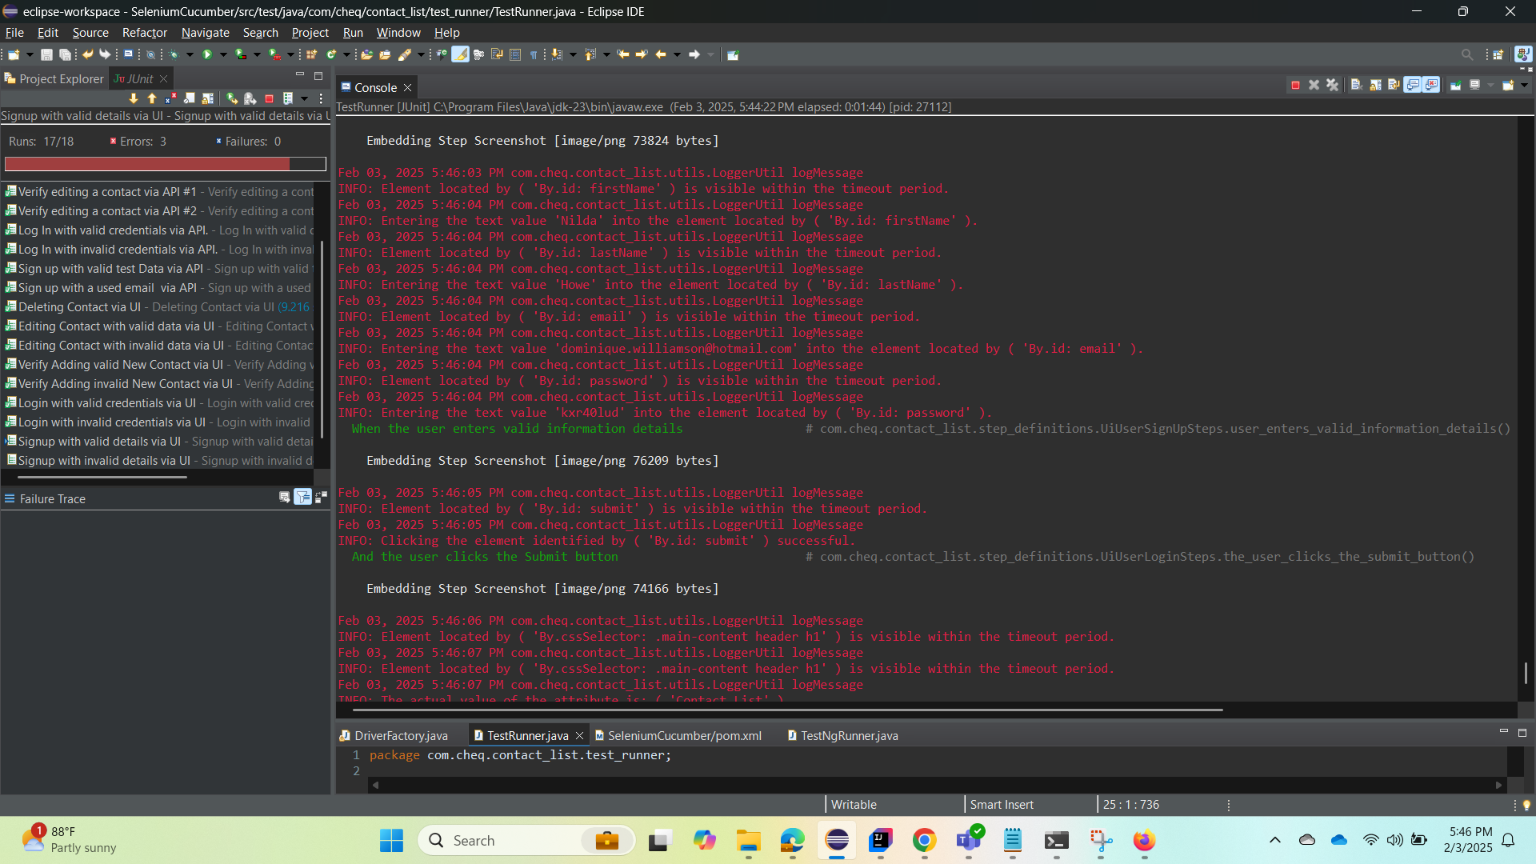 eclipse-workspace - SeleniumCucumber/src/test/java/com/cheq/contact_list/test_runner/TestRunner.java - Eclipse IDE
File Edit Source Refactor Navigate Search Project Run Window Help
Project Explorer JUnit
Signup with valid details via UI - Signup with valid details via U
Runs: 17/18 Errors: 3 Failures: 0
Verify editing a contact via API #1 - Verify editing a cont
Verify editing a contact via API #2 - Verify editing a cont
Log In with valid credentials via API. - Log In with valid c
Log In with invalid credentials via API. - Log In with inva
Sign up with valid test Data via API - Sign up with valid
Sign up with a used email via API - Sign up with a used
Deleting Contact via UI - Deleting Contact via UI (9.216
Editing Contact with valid data via UI - Editing Contact v
Editing Contact with invalid data via UI - Editing Contac
Verify Adding valid New Contact via UI - Verify Adding v
Verify Adding invalid New Contact via UI - Verify Adding
Login with valid credentials via UI - Login with valid cred
Login with invalid credentials via UI - Login with invalid
Signup with valid details via UI - Signup with valid detai
Signup with invalid details via UI - Signup with invalid d
Failure Trace
Console
TestRunner [JUnit] C:\Program Files\Java\jdk-23\bin\javaw.exe (Feb 3, 2025, 5:44:22 PM elapsed: 0:01:44) [pid: 27112]
Embedding Step Screenshot [image/png 73824 bytes]
Feb 03, 2025 5:46:03 PM com.cheq.contact_list.utils.LoggerUtil logMessage
INFO: Element located by ( 'By.id: firstName' ) is visible within the timeout period.
Feb 03, 2025 5:46:04 PM com.cheq.contact_list.utils.LoggerUtil logMessage
INFO: Entering the text value 'Nilda' into the element located by ( 'By.id: firstName' ).
Feb 03, 2025 5:46:04 PM com.cheq.contact_list.utils.LoggerUtil logMessage
INFO: Element located by ( 'By.id: lastName' ) is visible within the timeout period.
Feb 03, 2025 5:46:04 PM com.cheq.contact_list.utils.LoggerUtil logMessage
INFO: Entering the text value 'Howe' into the element located by ( 'By.id: lastName' ).
Feb 03, 2025 5:46:04 PM com.cheq.contact_list.utils.LoggerUtil logMessage
INFO: Element located by ( 'By.id: email' ) is visible within the timeout period.
Feb 03, 2025 5:46:04 PM com.cheq.contact_list.utils.LoggerUtil logMessage
INFO: Entering the text value 'dominique.williamson@hotmail.com' into the element located by ( 'By.id: email' ).
Feb 03, 2025 5:46:04 PM com.cheq.contact_list.utils.LoggerUtil logMessage
INFO: Element located by ( 'By.id: password' ) is visible within the timeout period.
Feb 03, 2025 5:46:04 PM com.cheq.contact_list.utils.LoggerUtil logMessage
INFO: Entering the text value 'kxr40lud' into the element located by ( 'By.id: password' ).
When the user enters valid information details # com.cheq.contact_list.step_definitions.UiUserSignUpSteps.user_enters_valid_information_details()
Embedding Step Screenshot [image/png 76209 bytes]
Feb 03, 2025 5:46:05 PM com.cheq.contact_list.utils.LoggerUtil logMessage
INFO: Element located by ( 'By.id: submit' ) is visible within the timeout period.
Feb 03, 2025 5:46:05 PM com.cheq.contact_list.utils.LoggerUtil logMessage
INFO: Clicking the element identified by ( 'By.id: submit' ) successful.
And the user clicks the Submit button # com.cheq.contact_list.step_definitions.UiUserLoginSteps.the_user_clicks_the_submit_button()
Embedding Step Screenshot [image/png 74166 bytes]
Feb 03, 2025 5:46:06 PM com.cheq.contact_list.utils.LoggerUtil logMessage
INFO: Element located by ( 'By.cssSelector: .main-content header h1' ) is visible within the timeout period.
Feb 03, 2025 5:46:07 PM com.cheq.contact_list.utils.LoggerUtil logMessage
INFO: Element located by ( 'By.cssSelector: .main-content header h1' ) is visible within the timeout period.
Feb 03, 2025 5:46:07 PM com.cheq.contact_list.utils.LoggerUtil logMessage
INFO: The actual value of the attribute is: ( 'Contact List' )
DriverFactory.java TestRunner.java SeleniumCucumber/pom.xml TestNgRunner.java
1 package com.cheq.contact_list.test_runner;
2
Writable Smart Insert 25 : 1 : 736
1 88°F
Partly sunny
Search
5:46 PM
2/3/2025